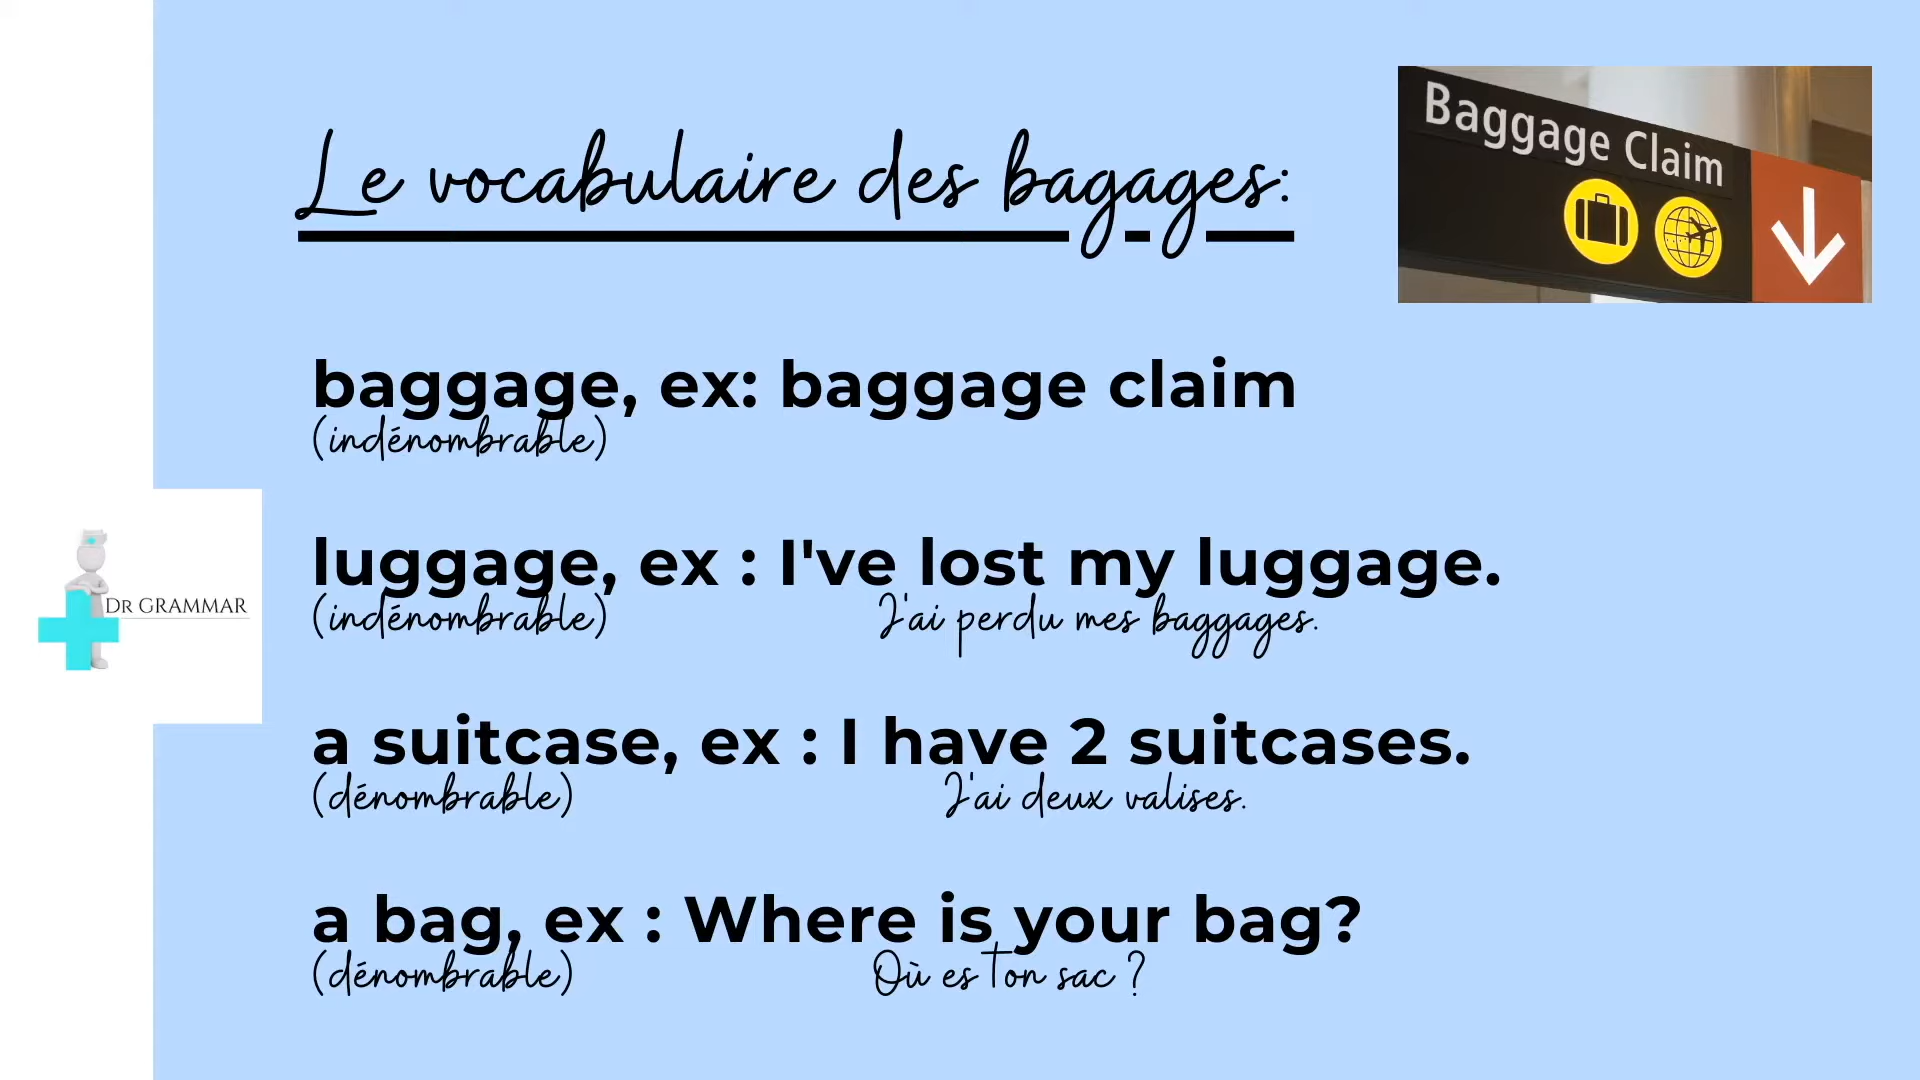 Le vocabulaire des bagages:
Baggage Claim
baggage, ex: baggage claim
(indénombrable)
luggage, ex : I've lost my luggage.
(indénombrable) J'ai perdu mes baggages.
a suitcase, ex : I have 2 suitcases.
(dénombrable) J'ai deux valises.
a bag, ex : Where is your bag?
(dénombrable) Où es ton sac ?
DR GRAMMAR